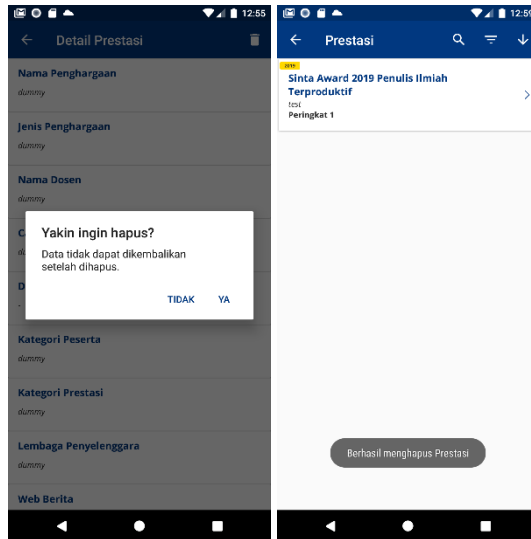 12:55
Detail Prestasi
Nama Penghargaan
dummy
Jenis Penghargaan
dummy
Nama Dosen
dummy
Yakin ingin hapus?
Data tidak dapat dikembalikan
setelah dihapus.
TIDAK YA
Kategori Peserta
dummy
Kategori Prestasi
dummy
Lembaga Penyelenggara
dummy
Web Berita
12:59
Prestasi
2019
Sinta Award 2019 Penulis Ilmiah
Terproduktif
test
Peringkat 1
Berhasil menghapus Prestasi